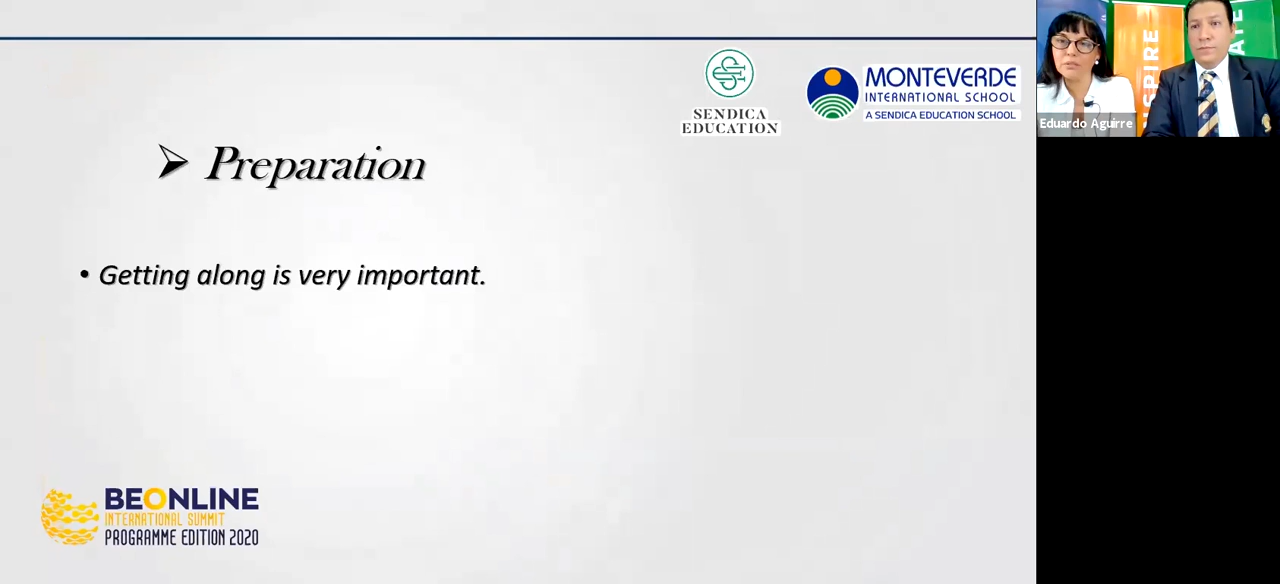 SENDICA
EDUCATION
MONTEVERDE
INTERNATIONAL SCHOOL
A SENDICA EDUCATION SCHOOL
Eduardo Aguirre
➢ Preparation
• Getting along is very important.
BEONLINE
INTERNATIONAL SUMMIT
PROGRAMME EDITION 2020